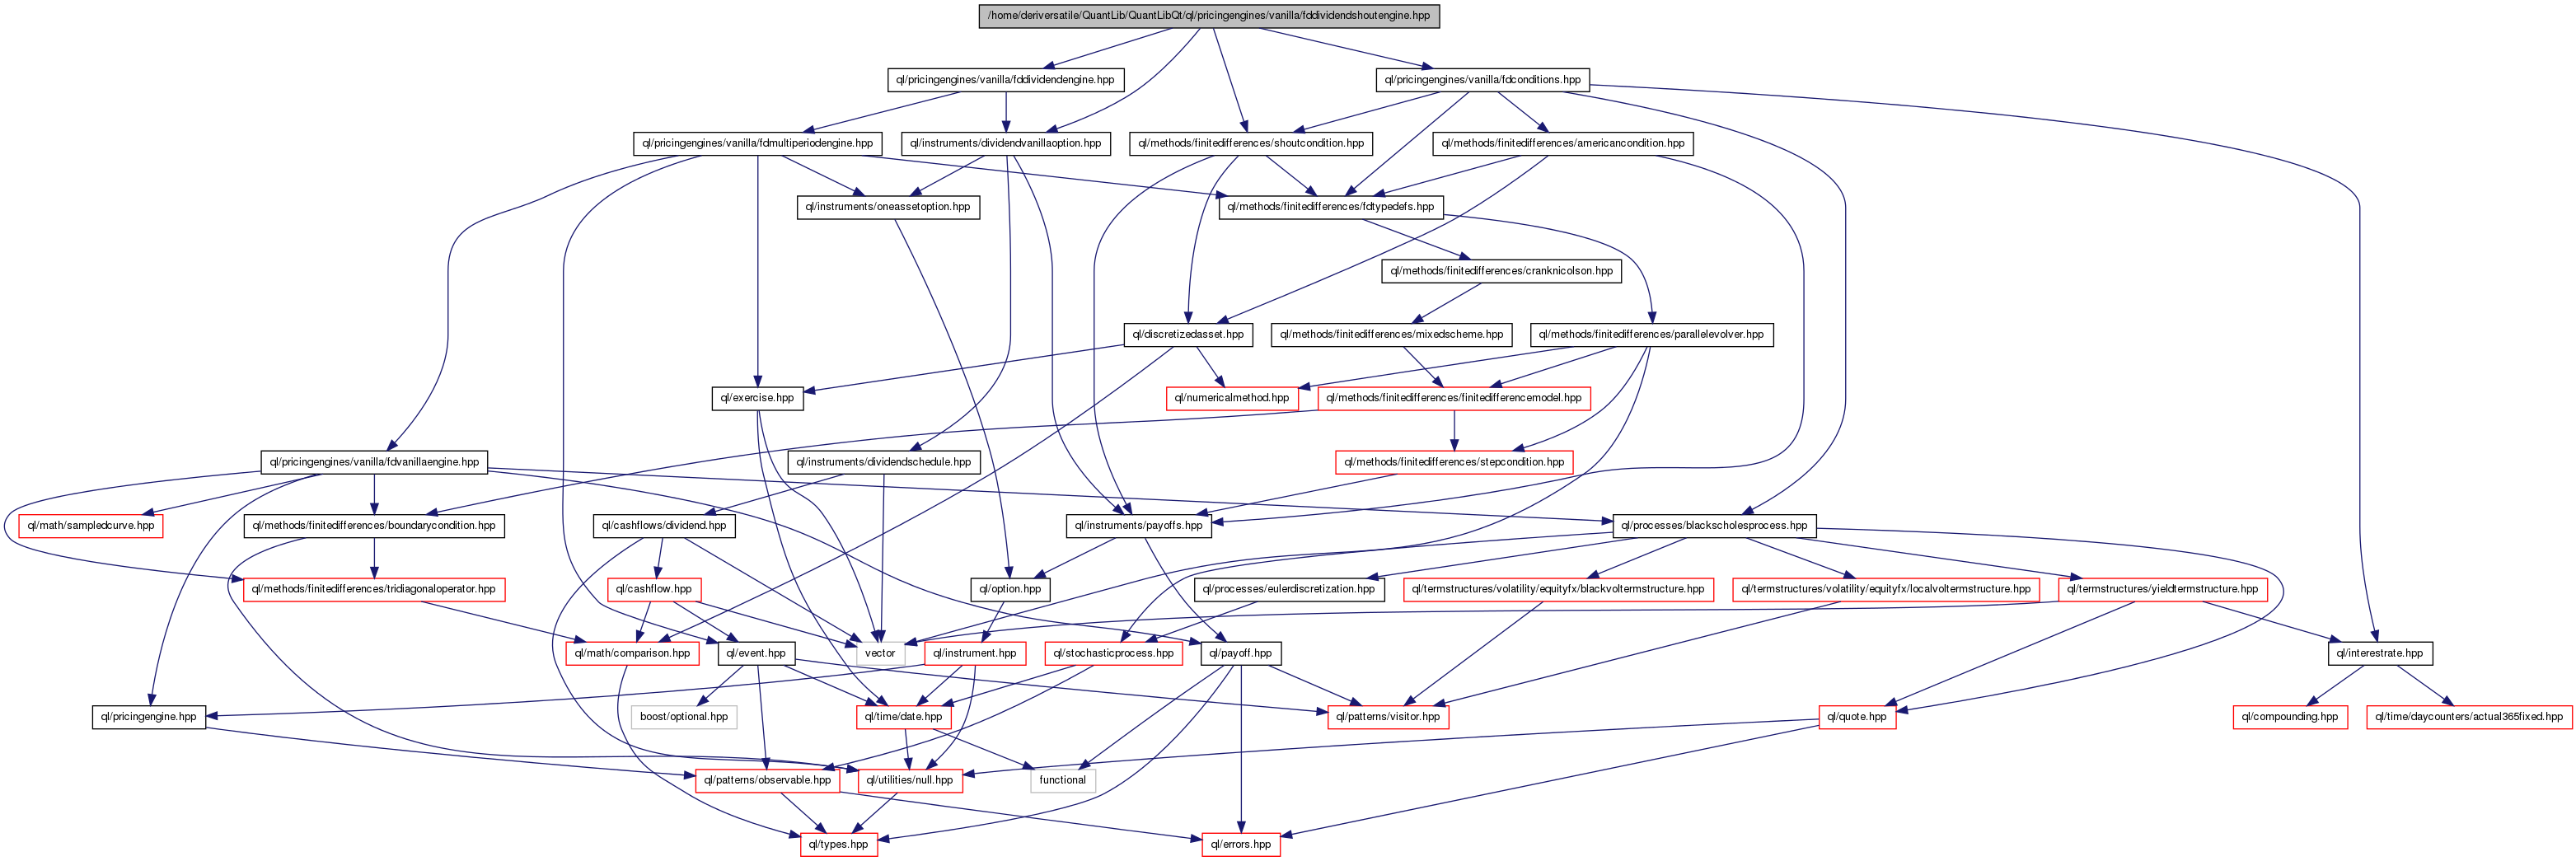 /home/deriversatile/QuantLib/QuantLibQt/ql/pricingengines/vanilla/fddividendshoutengine.hpp
ql/pricingengines/vanilla/fddividendengine.hpp
ql/pricingengines/vanilla/fdconditions.hpp
ql/pricingengines/vanilla/fdmultiperiodengine.hpp
ql/instruments/dividendvanillaoption.hpp
ql/methods/finitedifferences/shoutcondition.hpp
ql/methods/finitedifferences/americancondition.hpp
ql/instruments/oneassetoption.hpp
ql/methods/finitedifferences/fdtypedefs.hpp
ql/methods/finitedifferences/cranknicolson.hpp
ql/discretizedasset.hpp
ql/methods/finitedifferences/mixedscheme.hpp
ql/methods/finitedifferences/parallelevolver.hpp
ql/exercise.hpp
ql/numericalmethod.hpp
ql/methods/finitedifferences/finitedifferencemodel.hpp
ql/pricingengines/vanilla/fdvanillaengine.hpp
ql/instruments/dividendschedule.hpp
ql/methods/finitedifferences/stepcondition.hpp
ql/math/sampledcurve.hpp
ql/methods/finitedifferences/boundarycondition.hpp
ql/cashflows/dividend.hpp
ql/instruments/payoffs.hpp
ql/processes/blackscholesprocess.hpp
ql/methods/finitedifferences/tridiagonaloperator.hpp
ql/cashflow.hpp
ql/option.hpp
ql/processes/eulerdiscretization.hpp
ql/termstructures/volatility/equityfx/blackvoltermstructure.hpp
ql/termstructures/volatility/equityfx/localvoltermstructure.hpp
ql/termstructures/yieldtermstructure.hpp
ql/math/comparison.hpp
ql/event.hpp
vector
ql/instrument.hpp
ql/stochasticprocess.hpp
ql/payoff.hpp
ql/interestrate.hpp
ql/pricingengine.hpp
boost/optional.hpp
ql/time/date.hpp
ql/patterns/visitor.hpp
ql/quote.hpp
ql/compounding.hpp
ql/time/daycounters/actual365fixed.hpp
ql/patterns/observable.hpp
ql/utilities/null.hpp
functional
ql/types.hpp
ql/errors.hpp